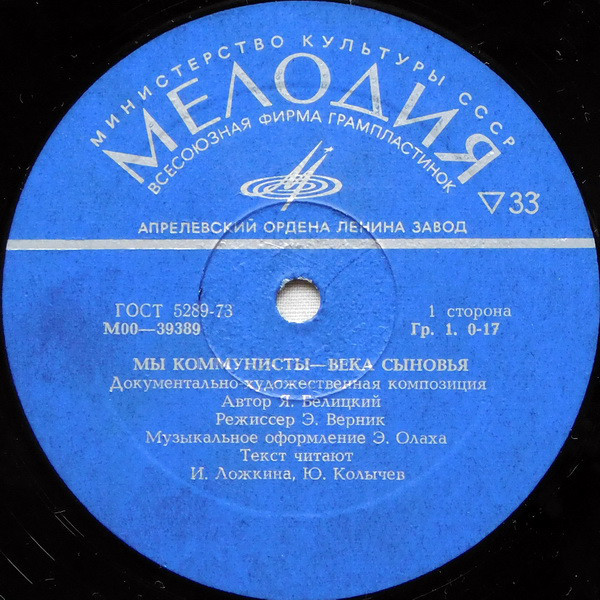 МИНИСТЕРСТВО КУЛЬТУРЫ СССР
МЕЛОДИЯ
ВСЕСОЮЗНАЯ ФИРМА ГРАМПЛАСТИНОК
▽33
АПРЕЛЕВСКИЙ ОРДЕНА ЛЕНИНА ЗАВОД
ГОСТ 5289-73
1 сторона
М00—39389
Гр. 1. 0-17
МЫ КОММУНИСТЫ—ВЕКА СЫНОВЬЯ
Документально-художественная композиция
Автор Я. Белицкий
Режиссер Э. Верник
Музыкальное оформление Э. Олаха
Текст читают
И. Ложкина, Ю. Колычев